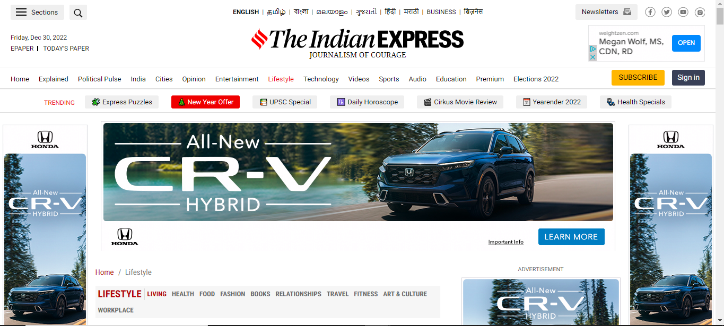 Sections
ENGLISH | தமிழ் | বাংলা | മലയാളം | ગુજરાતી | हिंदी | मराठी | BUSINESS | बिज़नेस
Newsletters
Friday, Dec 30, 2022
EPAPER | TODAY'S PAPER
The Indian EXPRESS
JOURNALISM OF COURAGE
weightzen.com
Megan Wolf, MS, CDN, RD
OPEN
Home Explained Political Pulse India Cities Opinion Entertainment Lifestyle Technology Videos Sports Audio Education Premium Elections 2022
SUBSCRIBE
Sign in
TRENDING Express Puzzles New Year Offer UPSC Special Daily Horoscope Cirkus Movie Review Yearender 2022 Health Specials
HONDA
All-New
CR-V
HYBRID
All-New
CR-V
HYBRID
HONDA
Important Info
LEARN MORE
HONDA
All-New
CR-V
HYBRID
Home / Lifestyle
ADVERTISEMENT
LIFESTYLE LIVING HEALTH FOOD FASHION BOOKS RELATIONSHIPS TRAVEL FITNESS ART & CULTURE
WORKPLACE
All-New
CR-V